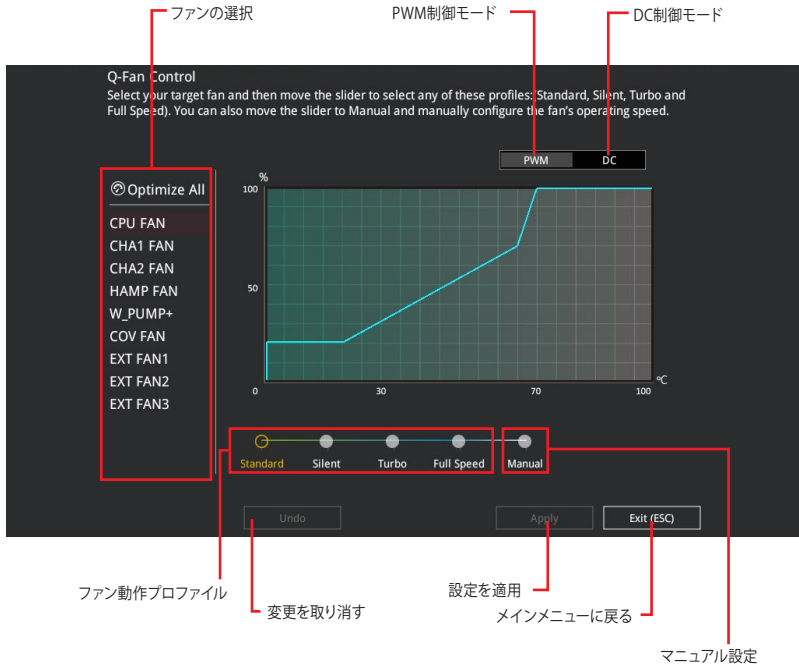 ファンの選択
PWM制御モード
DC制御モード
Q-Fan Control
Select your target fan and then move the slider to select any of these profiles:(Standard, Silent, Turbo and
Full Speed). You can also move the slider to Manual and manually configure the fan's operating speed.
PWM
DC
Optimize All
CPU FAN
CHA1 FAN
CHA2 FAN
HAMP FAN
W_PUMP+
COV FAN
EXT FAN1
EXT FAN2
EXT FAN3
%
100
50
0
30
70
100
℃
Standard
Silent
Turbo
Full Speed
Manual
Undo
Apply
Exit (ESC)
ファン動作プロファイル
変更を取り消す
設定を適用
メインメニューに戻る
マニュアル設定